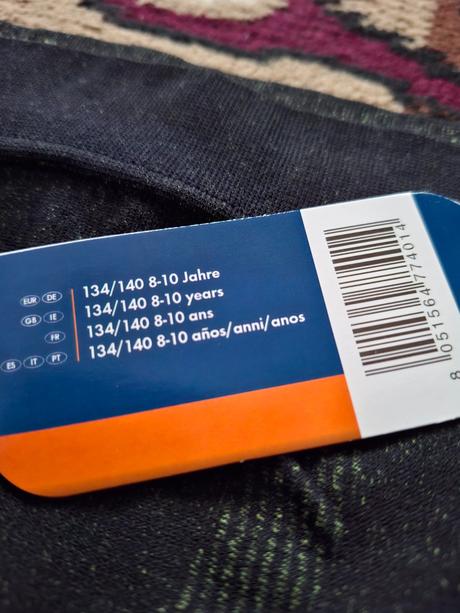 EUR DE 134/140 8-10 Jahre
GB IE 134/140 8-10 years
FR 134/140 8-10 ans
ES IT PT 134/140 8-10 años/anni/anos
8 051564 774014